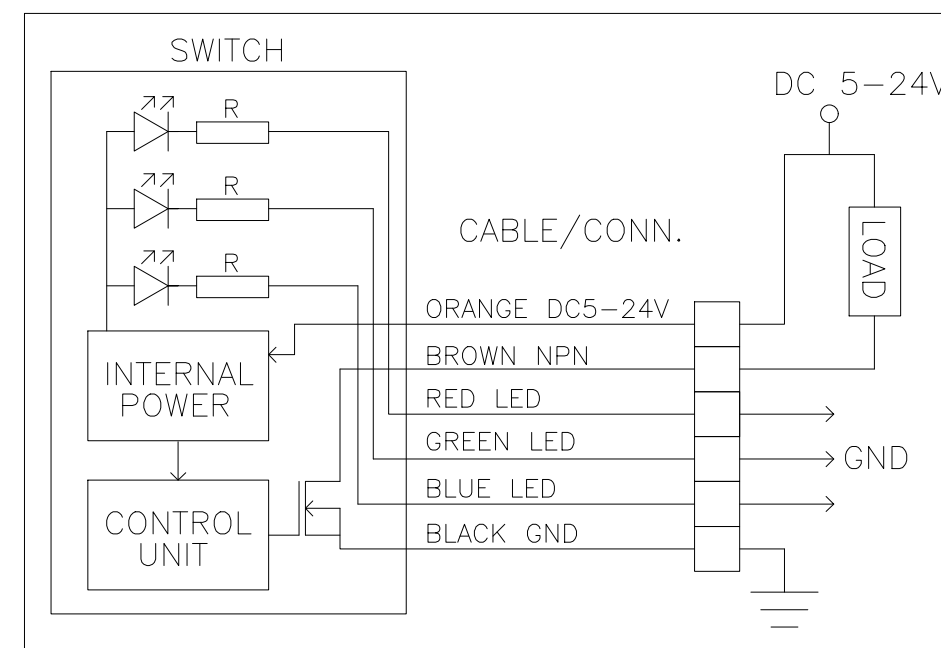 SWITCH
DC 5-24V
R
R
R
CABLE/CONN.
LOAD
ORANGE DC5-24V
BROWN NPN
INTERNAL
POWER
RED LED
GREEN LED
GND
BLUE LED
CONTROL
UNIT
BLACK GND